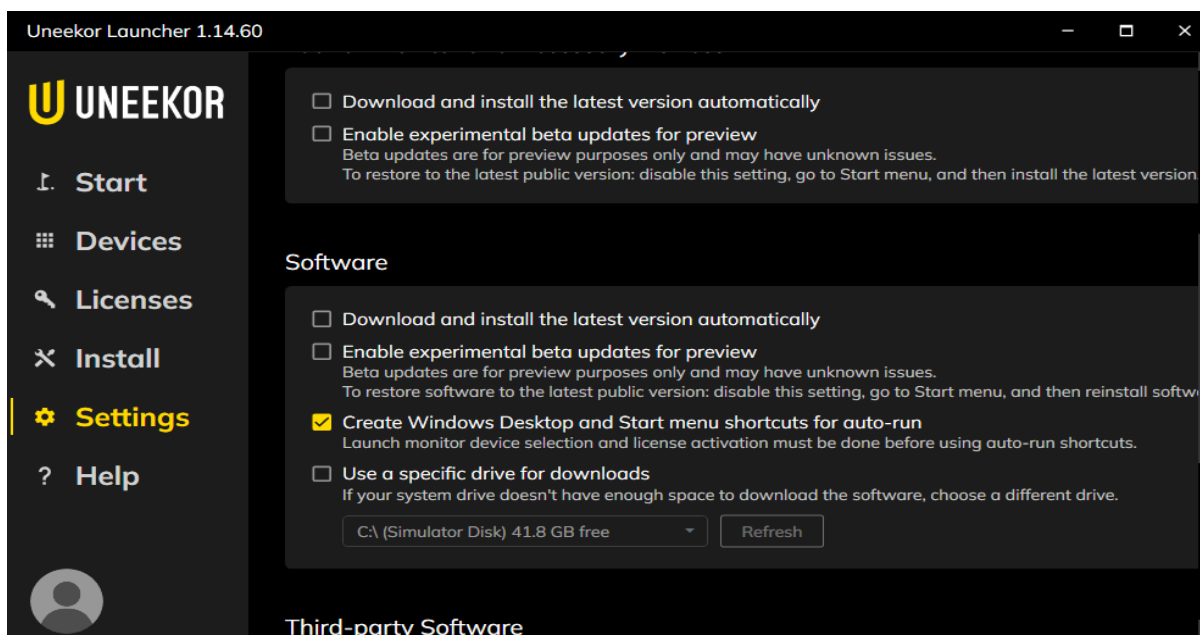 Uneekor Launcher 1.14.60
UNEEKOR
Start
Devices
Licenses
Install
Settings
Help
Download and install the latest version automatically
Enable experimental beta updates for preview
Beta updates are for preview purposes only and may have unknown issues.
To restore to the latest public version: disable this setting, go to Start menu, and then install the latest version
Software
Download and install the latest version automatically
Enable experimental beta updates for preview
Beta updates are for preview purposes only and may have unknown issues.
To restore software to the latest public version: disable this setting, go to Start menu, and then reinstall softw
Create Windows Desktop and Start menu shortcuts for auto-run
Launch monitor device selection and license activation must be done before using auto-run shortcuts.
Use a specific drive for downloads
If your system drive doesn't have enough space to download the software, choose a different drive.
C:\ (Simulator Disk) 41.8 GB free
Refresh
Third-party Software